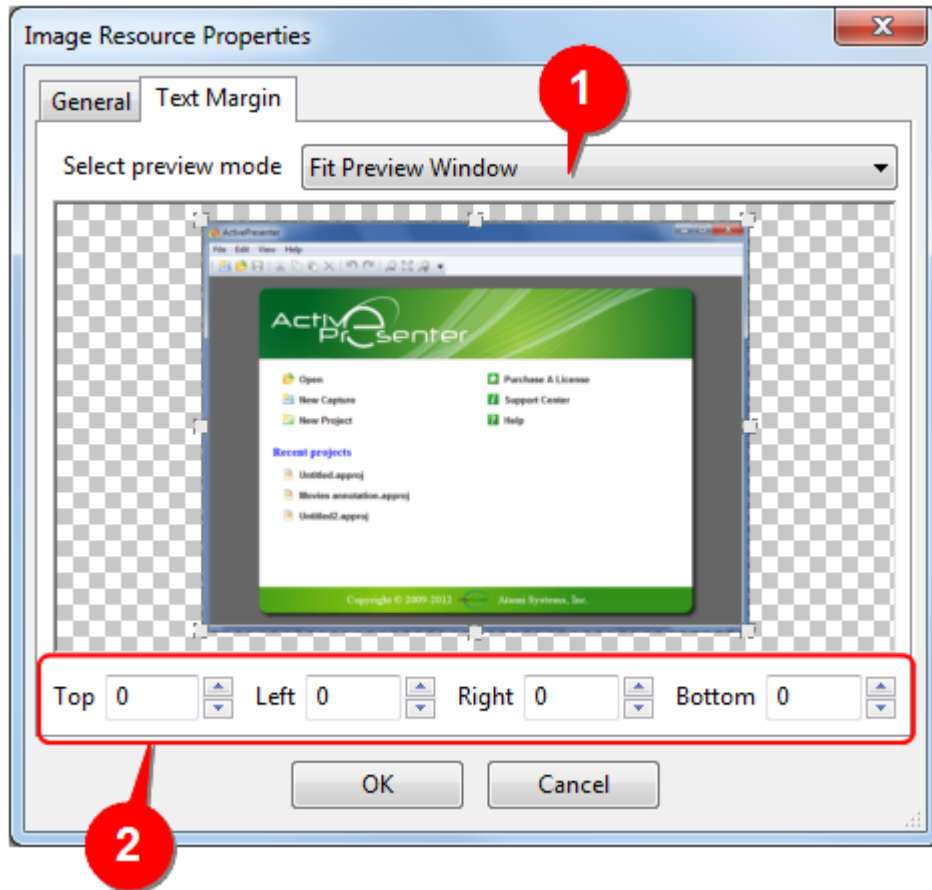 Image Resource Properties
General Text Margin
1
Select preview mode Fit Preview Window
ActivePresenter
File Edit View Help
ActivePresenter
Open Purchase A License
New Capture Support Center
New Project Help
Recent projects
Untitled.approj
Movies annotation.approj
Untitled2.approj
Copyright © 2009-2012 Atomi Systems, Inc.
Top 0 Left 0 Right 0 Bottom 0
OK Cancel
2